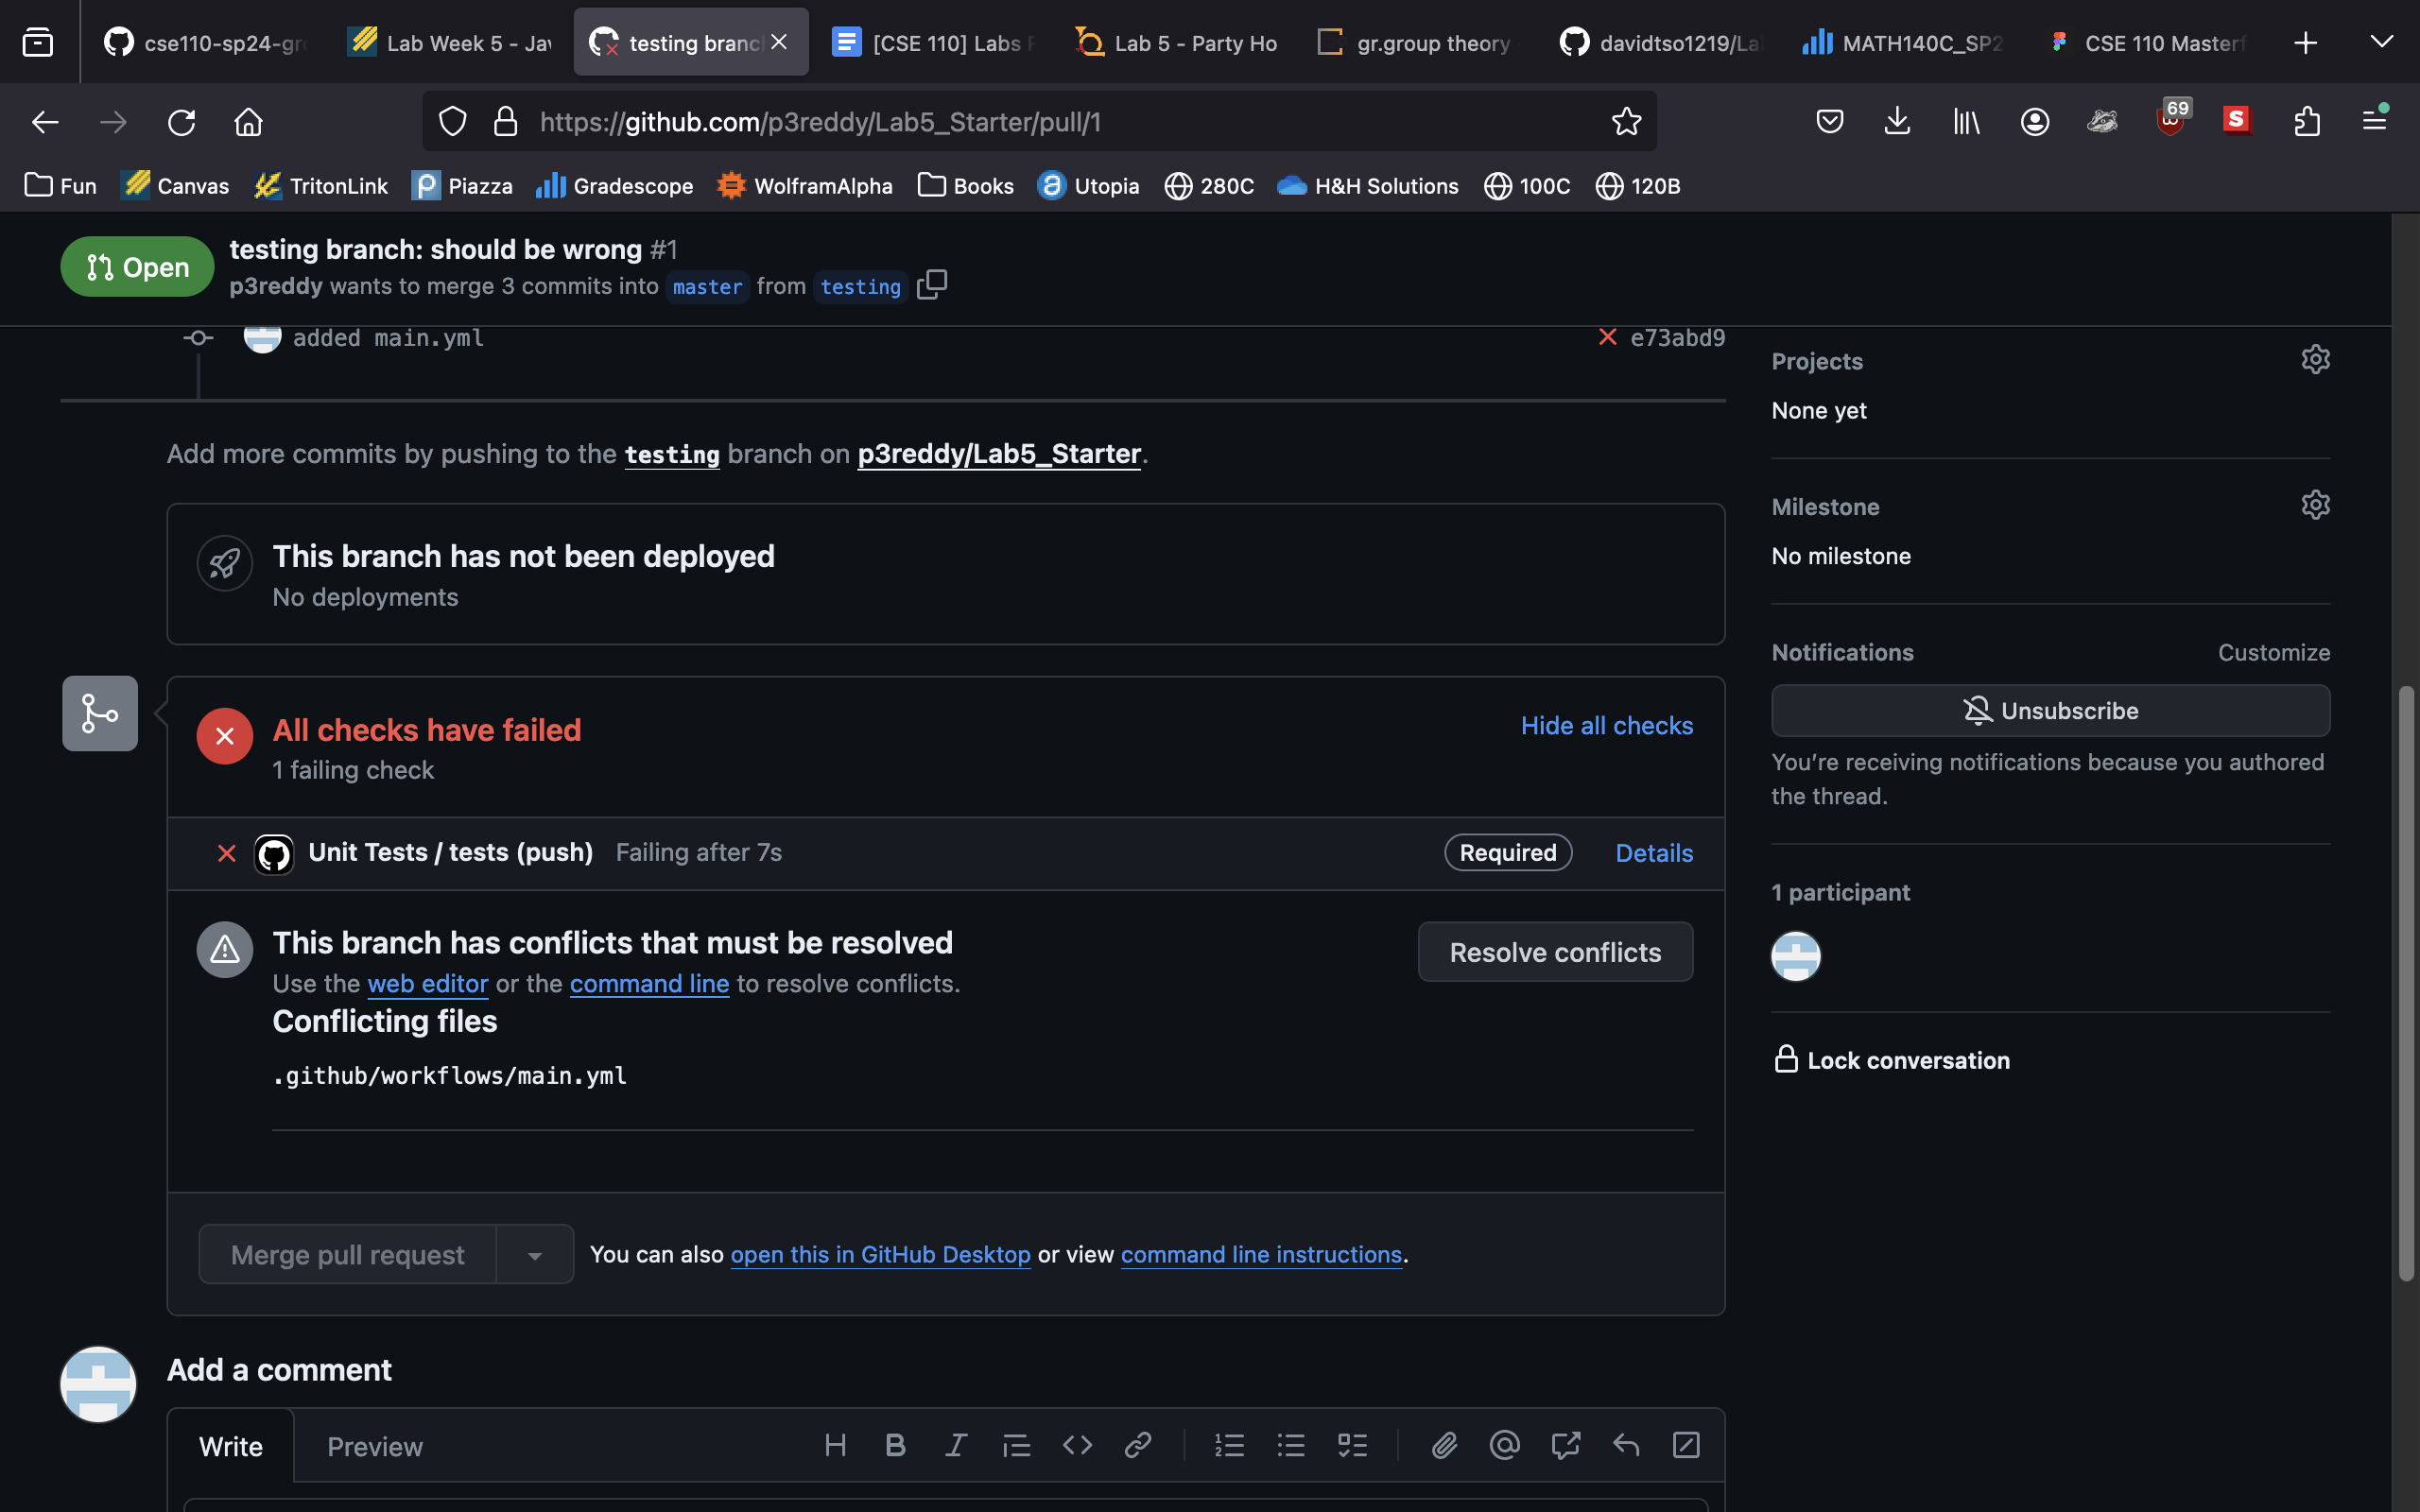 cse110-sp24-gr
Lab Week 5 - Jav
testing branc
[CSE 110] Labs
Lab 5 - Party Ho
gr.group theory
davidtso1219/La
MATH140C_SP2
CSE 110 Master
https://github.com/p3reddy/Lab5_Starter/pull/1
69
S
Fun
Canvas
TritonLink
Piazza
Gradescope
WolframAlpha
Books
Utopia
280C
H&H Solutions
100C
120B
Open
testing branch: should be wrong #1
p3reddy wants to merge 3 commits into master from testing
added main.yml
e73abd9
Add more commits by pushing to the testing branch on p3reddy/Lab5_Starter.
This branch has not been deployed
No deployments
All checks have failed
1 failing check
Hide all checks
Unit Tests / tests (push) Failing after 7s
Required
Details
This branch has conflicts that must be resolved
Use the web editor or the command line to resolve conflicts.
Resolve conflicts
Conflicting files
.github/workflows/main.yml
Merge pull request
You can also open this in GitHub Desktop or view command line instructions.
Add a comment
Write
Preview
Projects
None yet
Milestone
No milestone
Notifications
Customize
Unsubscribe
You're receiving notifications because you authored
the thread.
1 participant
Lock conversation